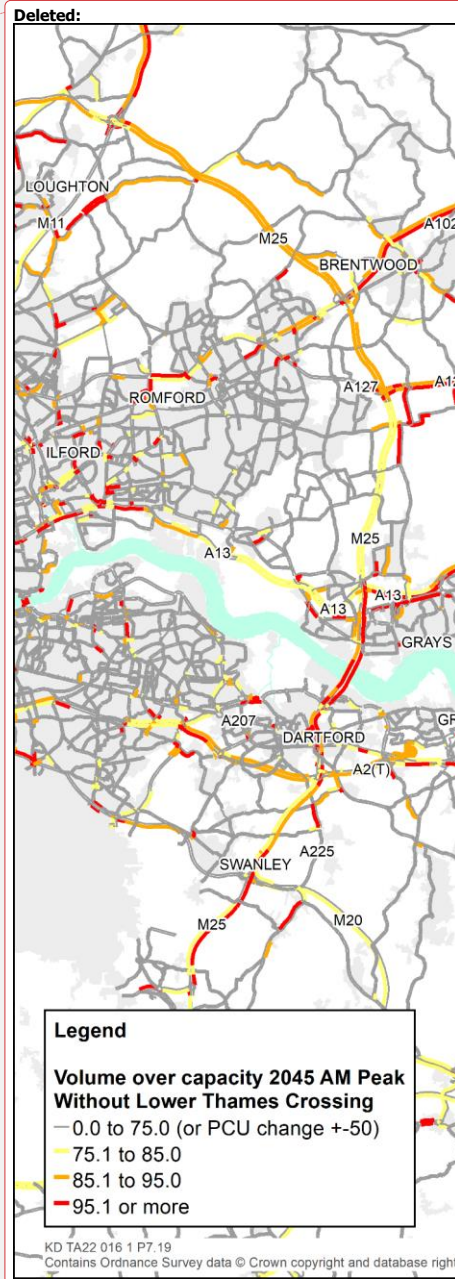 Deleted:
LOUGHTON
M11
A102
M25
BRENTWOOD
A127
A12
ROMFORD
ILFORD
M25
A13
A13
A13
GRAYS
A207
GR
DARTFORD
A2(T)
A225
SWANLEY
M25
M20
Legend
Volume over capacity 2045 AM Peak
Without Lower Thames Crossing
0.0 to 75.0 (or PCU change +-50)
75.1 to 85.0
85.1 to 95.0
95.1 or more
KD TA22 016 1 P7.19
Contains Ordnance Survey data © Crown copyright and database right